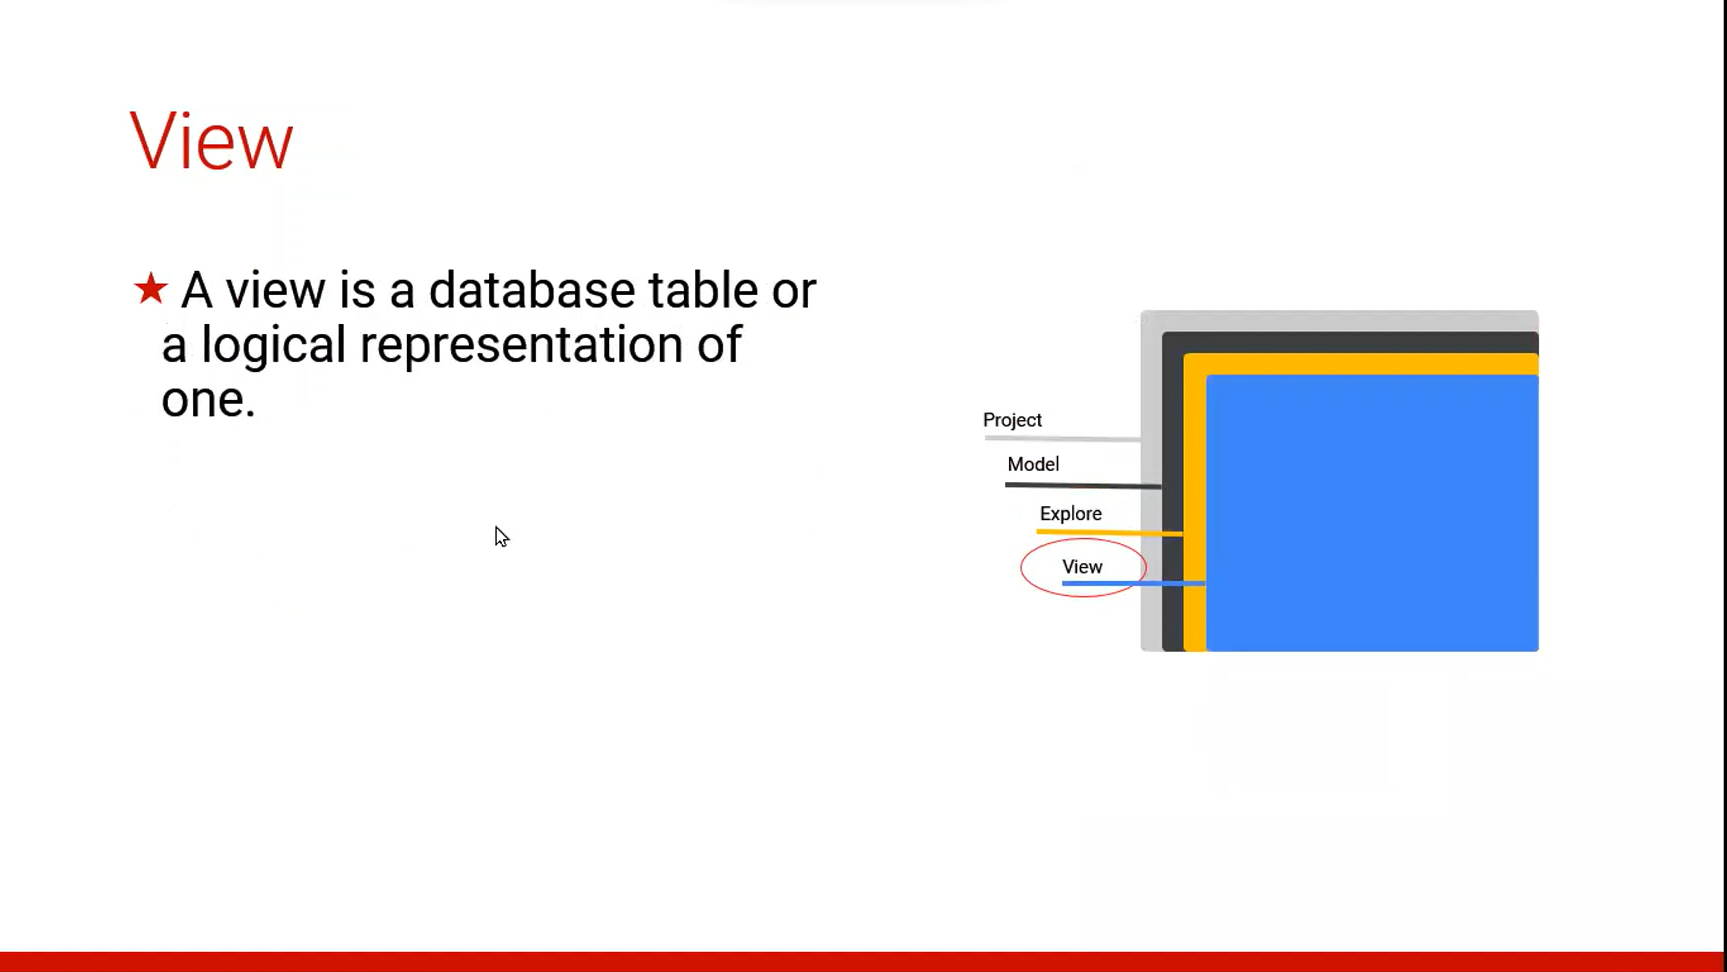 View
★ A view is a database table or
a logical representation of
one.
Project
Model
Explore
View